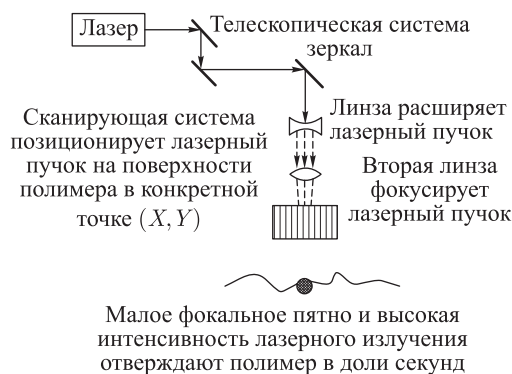 Лазер
Телескопическая система
зеркал
Сканирующая система
позиционирует лазерный
пучок на поверхности
полимера в конкретной
точке (X, Y)
Линза расширяет
лазерный пучок
Вторая линза
фокусирует
лазерный пучок
Малое фокальное пятно и высокая
интенсивность лазерного излучения
отверждают полимер в доли секунд